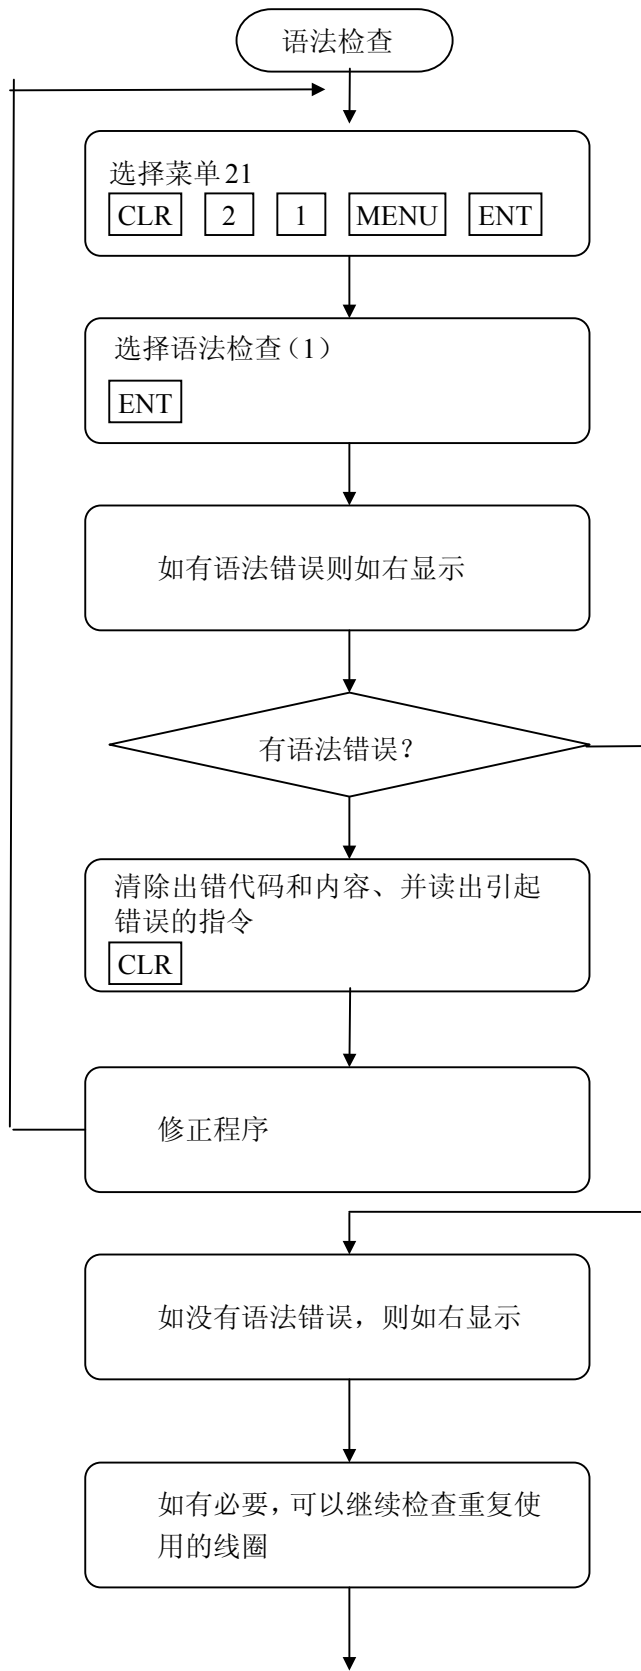 语法检查
选择菜单21
CLR 2 1 MENU ENT
选择语法检查(1)
ENT
如有语法错误则如右显示
有语法错误?
清除出错代码和内容、并读出引起
错误的指令
CLR
修正程序
如没有语法错误，则如右显示
如有必要，可以继续检查重复使
用的线圈